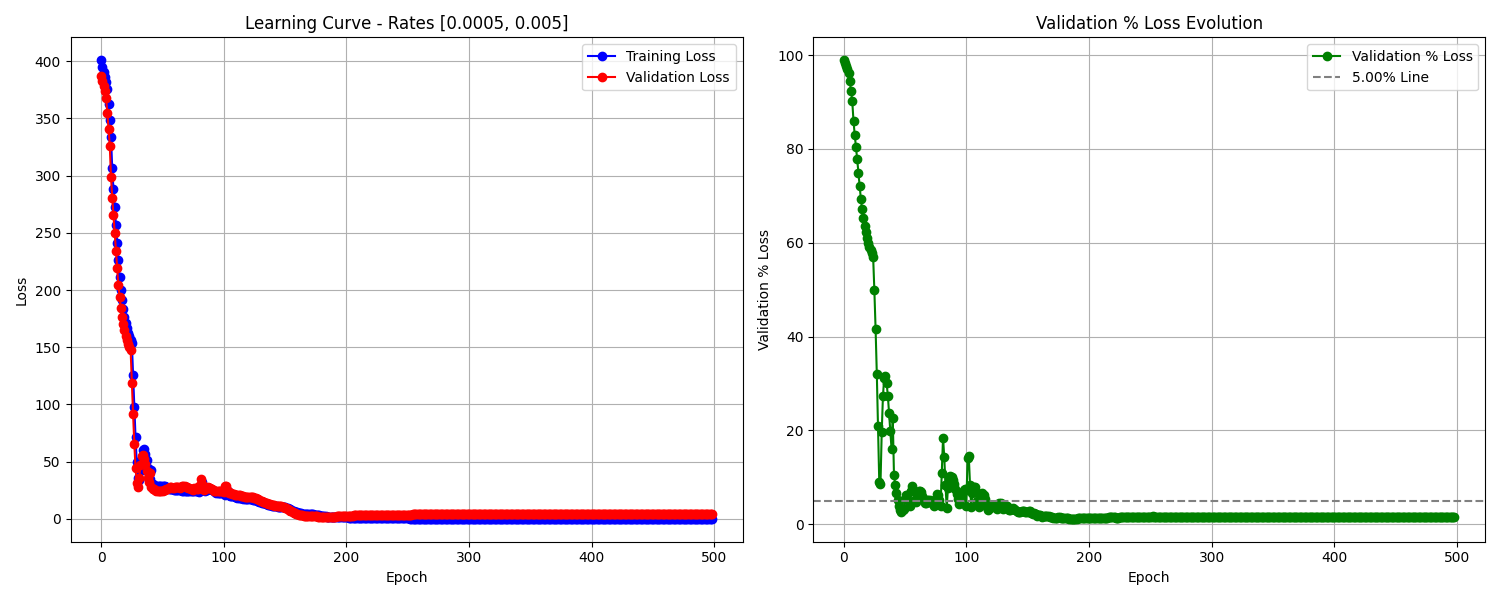 Learning Curve - Rates [0.0005, 0.005]
Loss
400
350
300
250
200
150
100
50
0
Training Loss
Validation Loss
0 100 200 300 400 500
Epoch
Validation % Loss Evolution
Validation % Loss
100
80
60
40
20
0
Validation % Loss
5.00% Line
0 100 200 300 400 500
Epoch